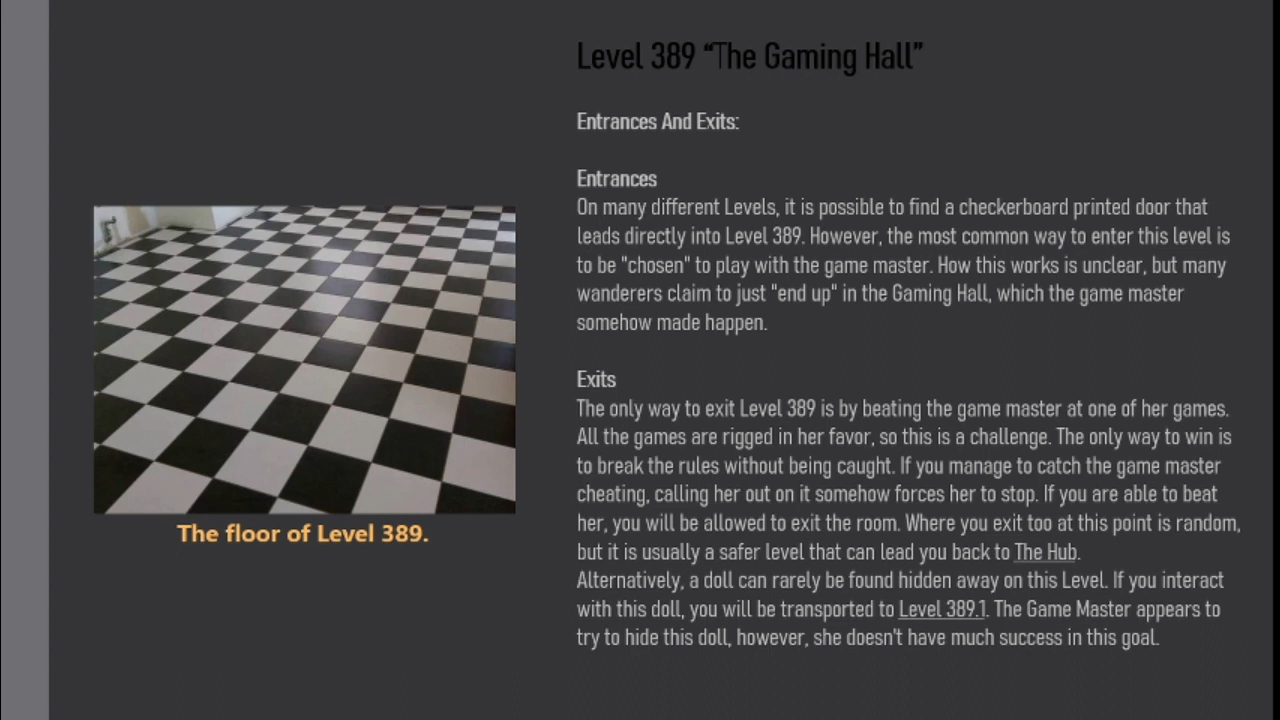 Level 389 “The Gaming Hall”
Entrances And Exits:
Entrances
On many different Levels, it is possible to find a checkerboard printed door that
leads directly into Level 389. However, the most common way to enter this level is
to be "chosen" to play with the game master. How this works is unclear, but many
wanderers claim to just "end up" in the Gaming Hall, which the game master
somehow made happen.
Exits
The only way to exit Level 389 is by beating the game master at one of her games.
All the games are rigged in her favor, so this is a challenge. The only way to win is
to break the rules without being caught. If you manage to catch the game master
cheating, calling her out on it somehow forces her to stop. If you are able to beat
her, you will be allowed to exit the room. Where you exit too at this point is random,
but it is usually a safer level that can lead you back to The Hub.
Alternatively, a doll can rarely be found hidden away on this Level. If you interact
with this doll, you will be transported to Level 389.1. The Game Master appears to
try to hide this doll, however, she doesn't have much success in this goal.
The floor of Level 389.